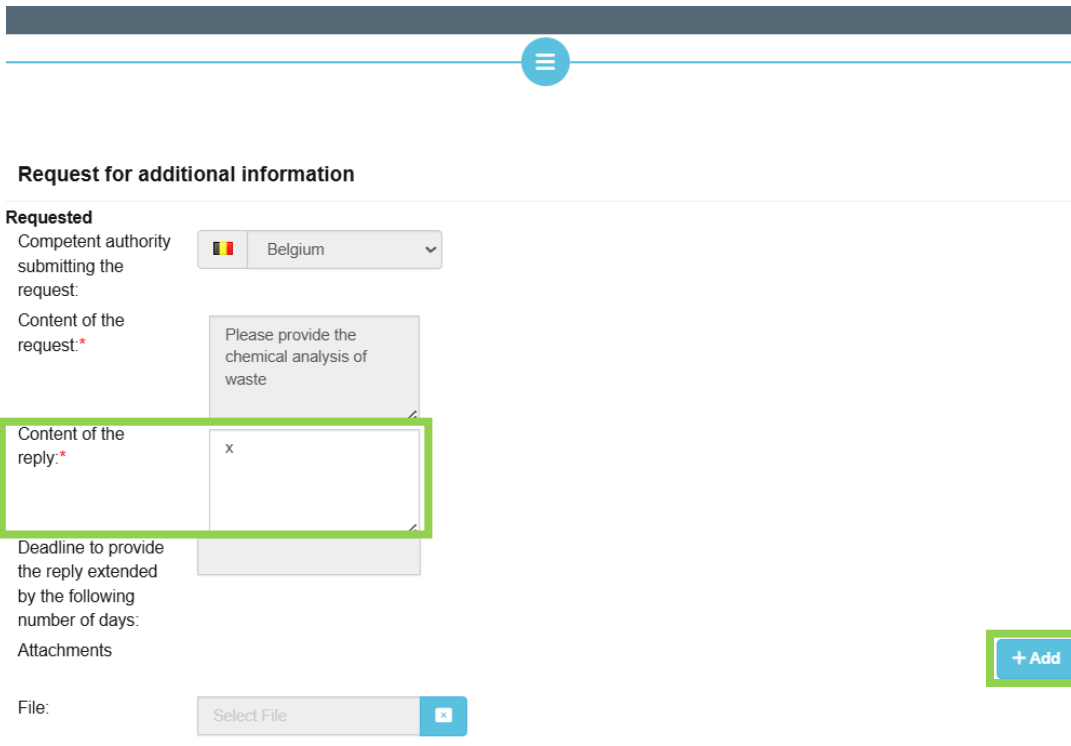 Request for additional information
Requested
Competent authority
submitting the
request:
Belgium
Content of the
request:*
Please provide the
chemical analysis of
waste
Content of the
reply:*
x
Deadline to provide
the reply extended
by the following
number of days:
Attachments
+ Add
File:
Select File